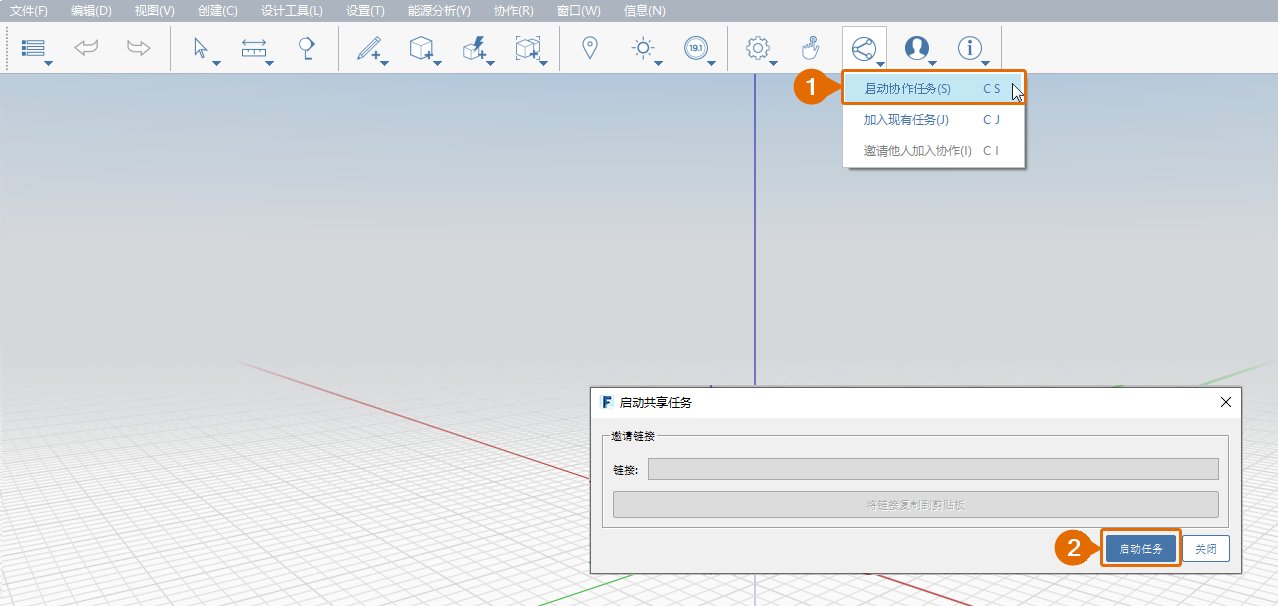 文件(F) 编辑(D) 视图(V) 创建(C) 设计工具(L) 设置(T) 能源分析(Y) 协作(R) 窗口(W) 信息(N)
19.1
1
启动协作任务(S) C S
加入现有任务(J) C J
邀请他人加入协作(I) C I
F 启动共享任务
邀请链接
链接:
将链接复制到剪贴板
2
启动任务 关闭